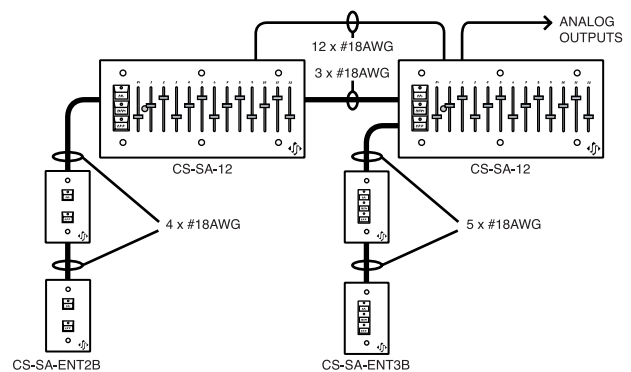 ANALOG
OUTPUTS
12 x #18AWG
3 x #18AWG
CS-SA-12
CS-SA-12
4 x #18AWG
5 x #18AWG
CS-SA-ENT2B
CS-SA-ENT3B